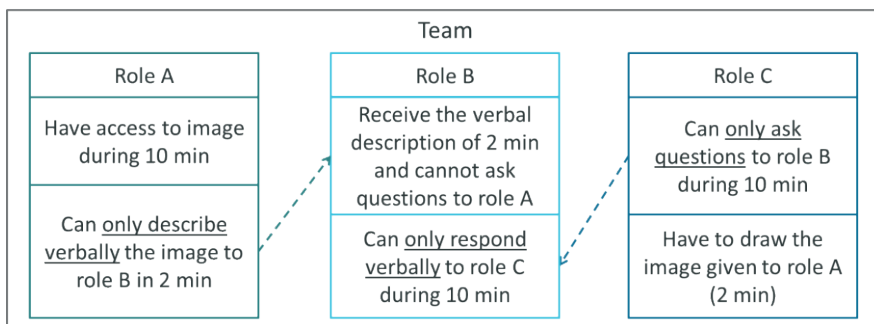 Team
Role A
Have access to image
during 10 min
Can only describe
verbally the image to
role B in 2 min
Role B
Receive the verbal
description of 2 min
and cannot ask
questions to role A
Can only respond
verbally to role C
during 10 min
Role C
Can only ask
questions to role B
during 10 min
Have to draw the
image given to role A
(2 min)